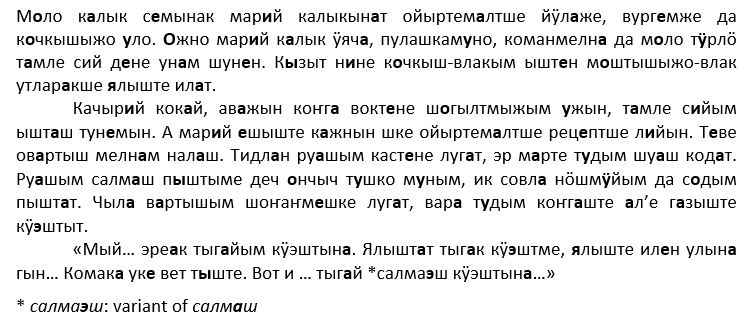 Моло калык семынак марий калыкынат ойыртемалтше йӱлаже, вургемже да
кочкышыжо уло. Ожно марий калык ӱяча, пулашкамуно, команмелна да моло тӱрлӧ
тамле сий дене унам шунен. Кызыт нине кочкыш-влакым ыштен моштышыжо-влак
утларакше ялыште илат.
Качырий кокай, аважын коҥга воктене шогылтмыжым ужын, тамле сийым
ышташ тунемын. А марий ешыште кажнын шке ойыртемалтше рецептше лийын. Теве
овартыш мелнам налаш. Тидлан руашым кастене лугат, эр марте тудым шуаш кодат.
Руашым салмаш пыштыме деч ончыч тушко муным, ик совла нӧшмӱйым да содым
пыштат. Чыла вартышым шоҥаҥмешке лугат, вара тудым коҥгаште ал’е газыште
кӱэштыт.
«Мый… эреак тыгайым кӱэштына. Ялыштат тыгак кӱэштме, ялыште илен улына
гын… Комака уке вет тыште. Вот и … тыгай *салмаэш кӱэштына…»
* салмаэш: variant of салмаш